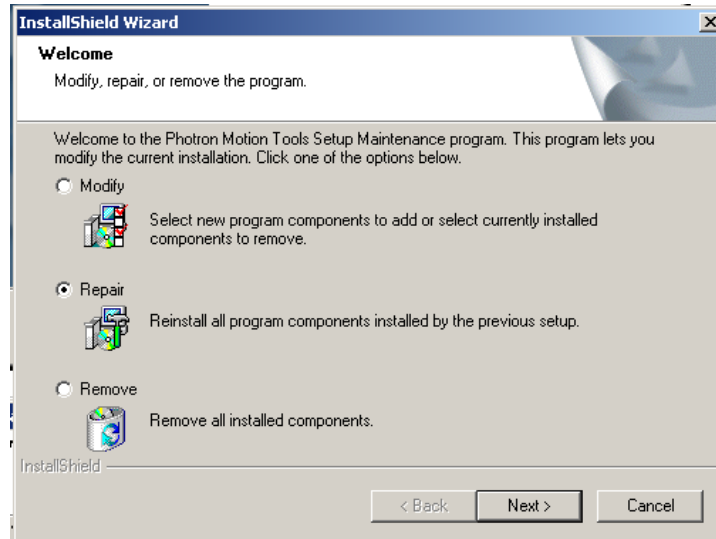 InstallShield Wizard
Welcome
Modify, repair, or remove the program.
Welcome to the Photron Motion Tools Setup Maintenance program. This program lets you
modify the current installation. Click one of the options below.
Modify
Select new program components to add or select currently installed
components to remove.
Repair
Reinstall all program components installed by the previous setup.
Remove
Remove all installed components.
InstallShield
< Back
Next >
Cancel